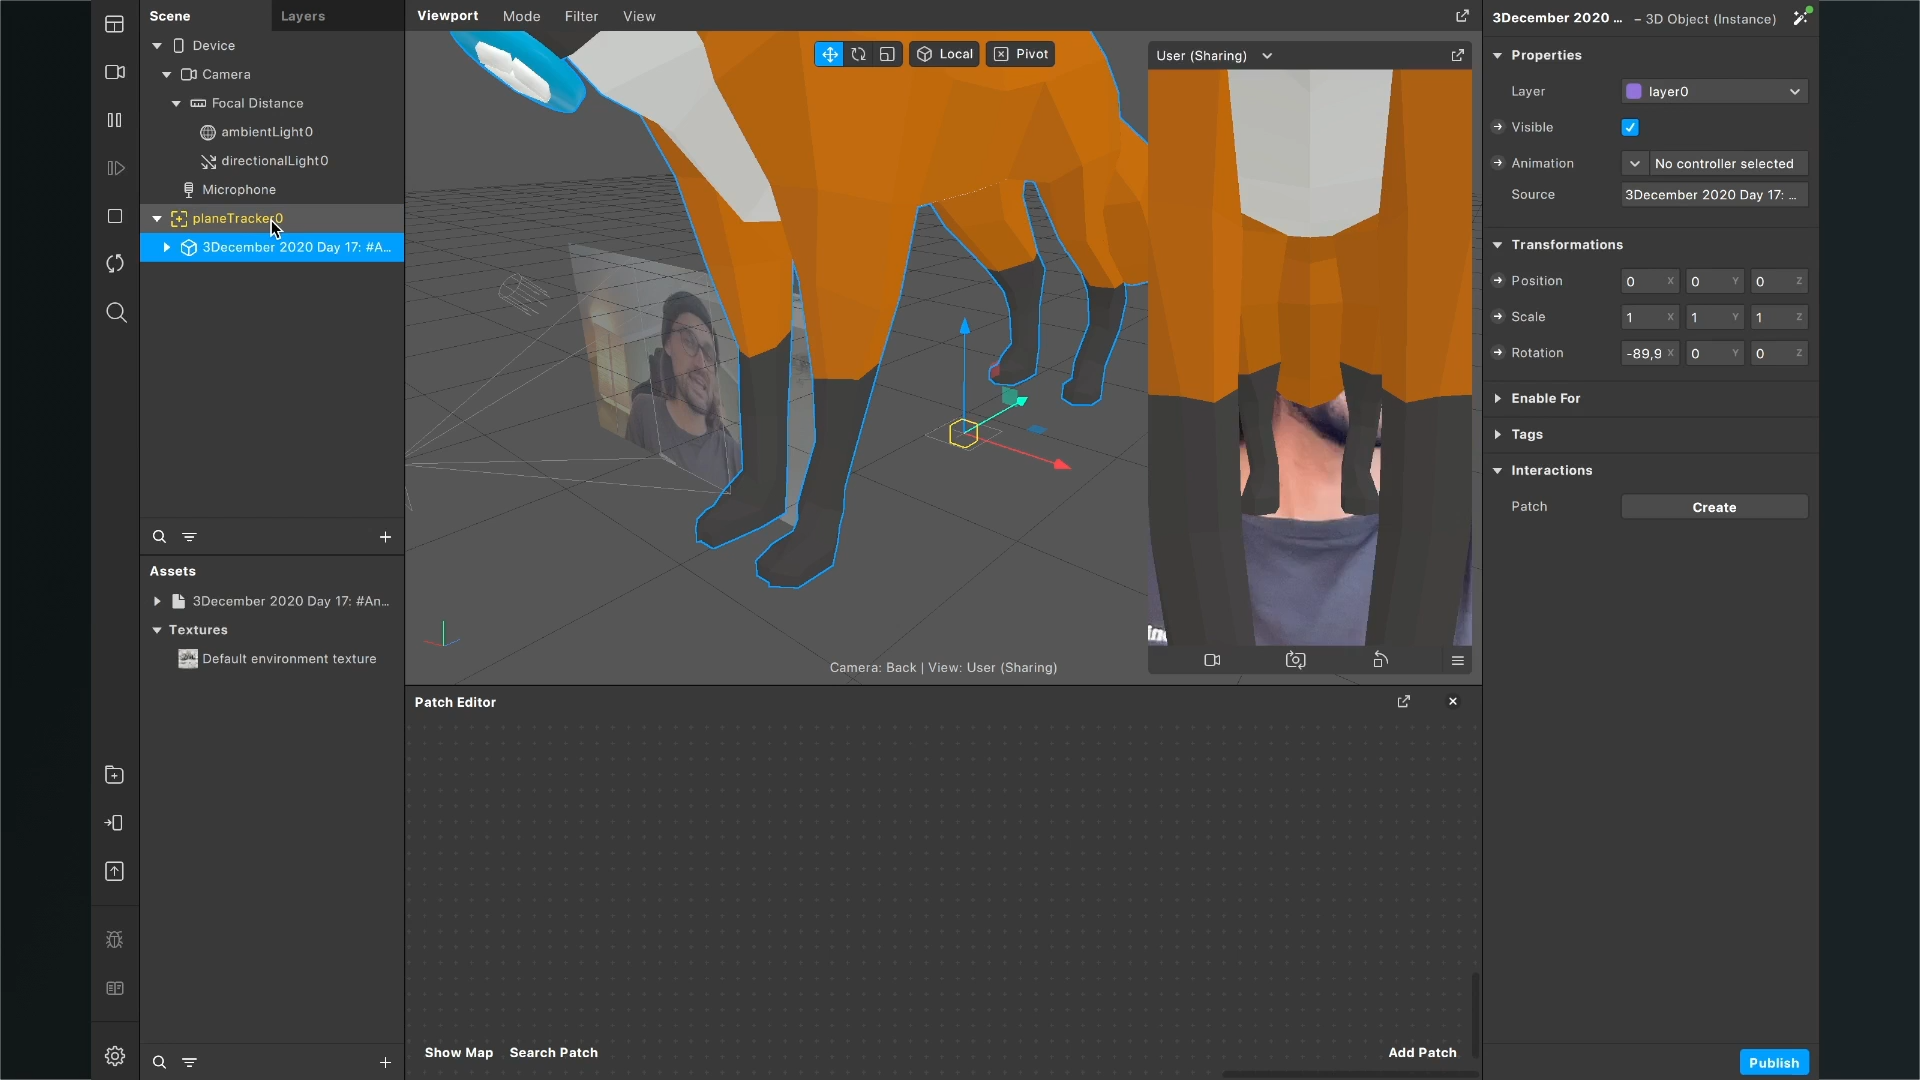 Scene
Layers
Device
Camera
Focal Distance
ambientLight0
directionalLight0
Microphone
planeTracker0
3December 2020 Day 17: #A...
Assets
3December 2020 Day 17: #An...
Textures
Default environment texture
Viewport
Mode
Filter
View
Local
Pivot
User (Sharing)
Camera: Back | View: User (Sharing)
Patch Editor
Show Map
Search Patch
Add Patch
3December 2020 ... – 3D Object (Instance)
Properties
Layer
layer0
Visible
Animation
No controller selected
Source
3December 2020 Day 17: ...
Transformations
Position
0 X 0 Y 0 Z
Scale
1 X 1 Y 1 Z
Rotation
-89,9 X 0 Y 0 Z
Enable For
Tags
Interactions
Patch
Create
Publish